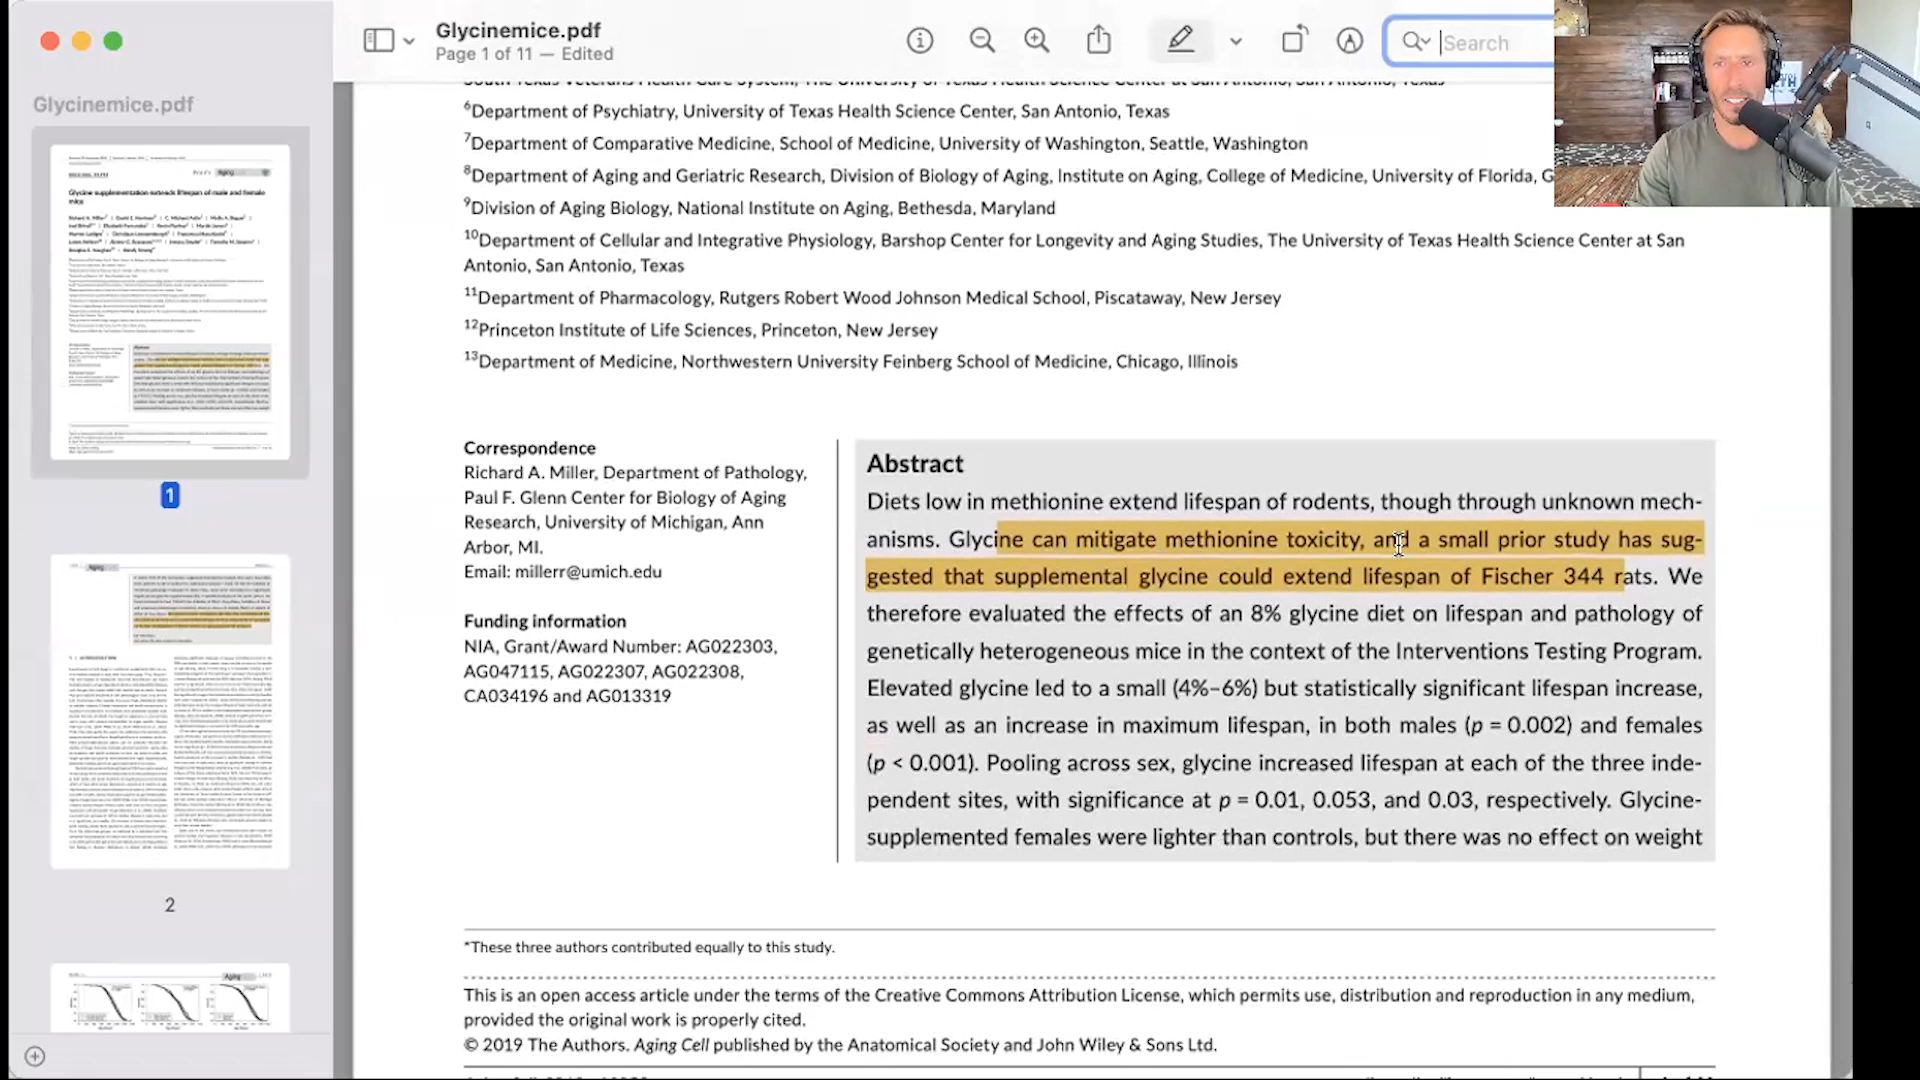 Glycinemice.pdf
Page 1 of 11 — Edited
Search
Glycinemice.pdf
Glycine supplementation extends lifespan of male and female
mice
1
2
6Department of Psychiatry, University of Texas Health Science Center, San Antonio, Texas
7Department of Comparative Medicine, School of Medicine, University of Washington, Seattle, Washington
8Department of Aging and Geriatric Research, Division of Biology of Aging, Institute on Aging, College of Medicine, University of Florida, G
9Division of Aging Biology, National Institute on Aging, Bethesda, Maryland
10Department of Cellular and Integrative Physiology, Barshop Center for Longevity and Aging Studies, The University of Texas Health Science Center at San
Antonio, San Antonio, Texas
11Department of Pharmacology, Rutgers Robert Wood Johnson Medical School, Piscataway, New Jersey
12Princeton Institute of Life Sciences, Princeton, New Jersey
13Department of Medicine, Northwestern University Feinberg School of Medicine, Chicago, Illinois
Correspondence
Richard A. Miller, Department of Pathology,
Paul F. Glenn Center for Biology of Aging
Research, University of Michigan, Ann
Arbor, MI.
Email: millerr@umich.edu
Funding information
NIA, Grant/Award Number: AG022303,
AG047115, AG022307, AG022308,
CA034196 and AG013319
Abstract
Diets low in methionine extend lifespan of rodents, though through unknown mech-
anisms. Glycine can mitigate methionine toxicity, and a small prior study has sug-
gested that supplemental glycine could extend lifespan of Fischer 344 rats. We
therefore evaluated the effects of an 8% glycine diet on lifespan and pathology of
genetically heterogeneous mice in the context of the Interventions Testing Program.
Elevated glycine led to a small (4%–6%) but statistically significant lifespan increase,
as well as an increase in maximum lifespan, in both males (p = 0.002) and females
(p < 0.001). Pooling across sex, glycine increased lifespan at each of the three inde-
pendent sites, with significance at p = 0.01, 0.053, and 0.03, respectively. Glycine-
supplemented females were lighter than controls, but there was no effect on weight
*These three authors contributed equally to this study.
This is an open access article under the terms of the Creative Commons Attribution License, which permits use, distribution and reproduction in any medium,
provided the original work is properly cited.
© 2019 The Authors. Aging Cell published by the Anatomical Society and John Wiley & Sons Ltd.